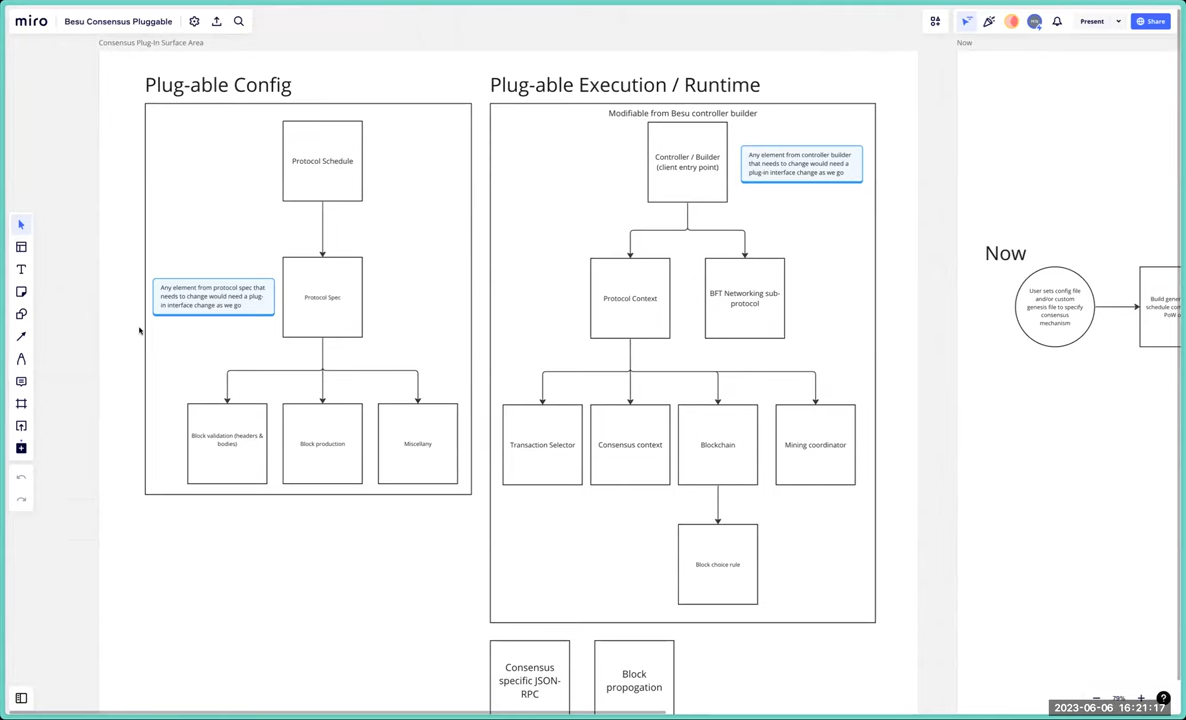 miro
Besu Consensus Pluggable
Present
Share
Consensus Plug-In Surface Area
Now
Plug-able Config
Protocol Schedule
Any element from protocol spec that
needs to change would need a plug-
in interface change as we go
Protocol Spec
Block validation (headers &
bodies)
Block production
Miscellany
Plug-able Execution / Runtime
Modifiable from Besu controller builder
Controller / Builder
(client entry point)
Any element from controller builder
that needs to change would need a
plug-in interface change as we go
Protocol Context
BFT Networking sub-
protocol
Transaction Selector
Consensus context
Blockchain
Mining coordinator
Block choice rule
Consensus
specific JSON-
RPC
Block
propogation
Now
User sets config file
and/or custom
genesis file to specify
consensus
mechanism
Build gene
schedule co
PoW
2023-06-06 16:21:17